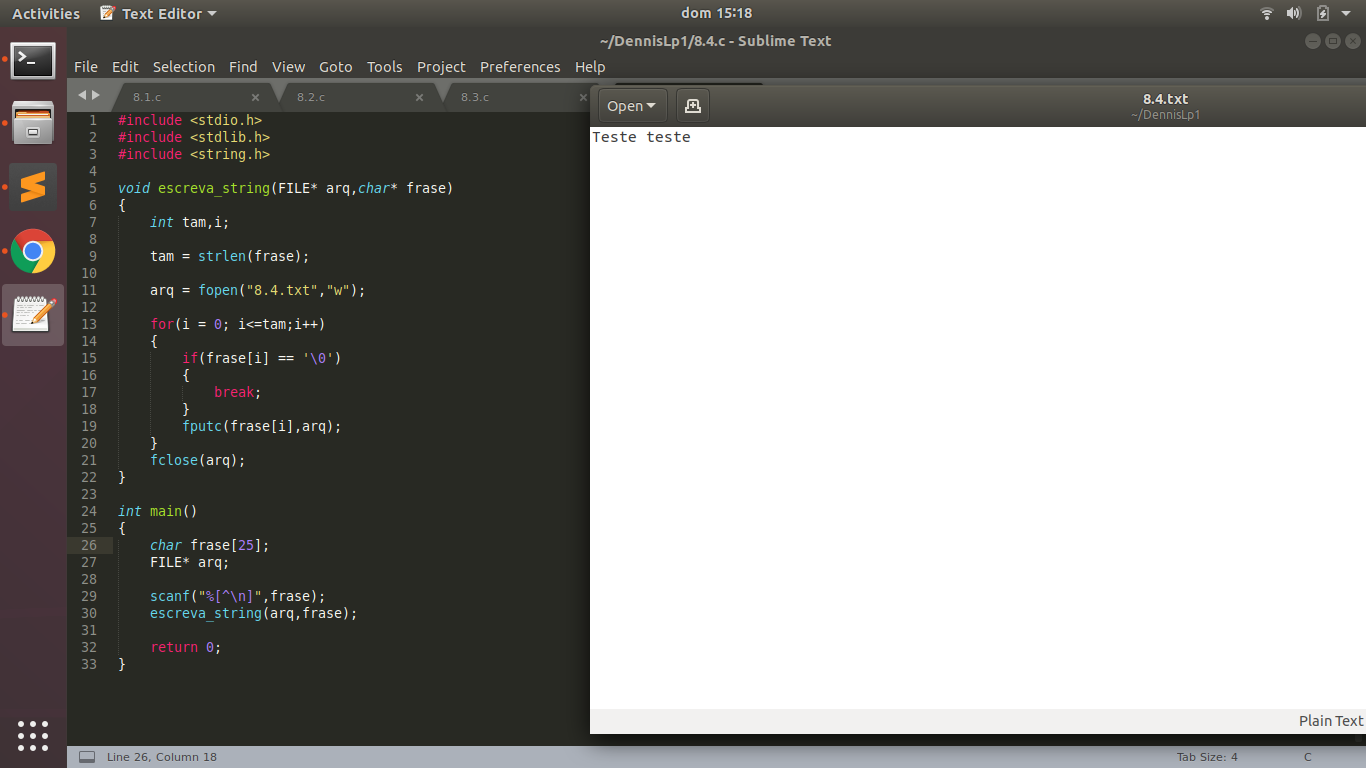 Activities Text Editor dom 15:18
~/DennisLp1/8.4.c - Sublime Text
File Edit Selection Find View Goto Tools Project Preferences Help
8.1.c × 8.2.c × 8.3.c ×
1 #include <stdio.h>
2 #include <stdlib.h>
3 #include <string.h>
4
5 void escreva_string(FILE* arq,char* frase)
6 {
7     int tam,i;
8
9     tam = strlen(frase);
10
11     arq = fopen("8.4.txt","w");
12
13     for(i = 0; i<=tam;i++)
14     {
15         if(frase[i] == '\0')
16         {
17             break;
18         }
19         fputc(frase[i],arq);
20     }
21     fclose(arq);
22 }
23
24 int main()
25 {
26     char frase[25];
27     FILE* arq;
28
29     scanf("%[^\n]",frase);
30     escreva_string(arq,frase);
31
32     return 0;
33 }
Open
8.4.txt
~/DennisLp1
Teste teste
Plain Text
Line 26, Column 18 Tab Size: 4 C